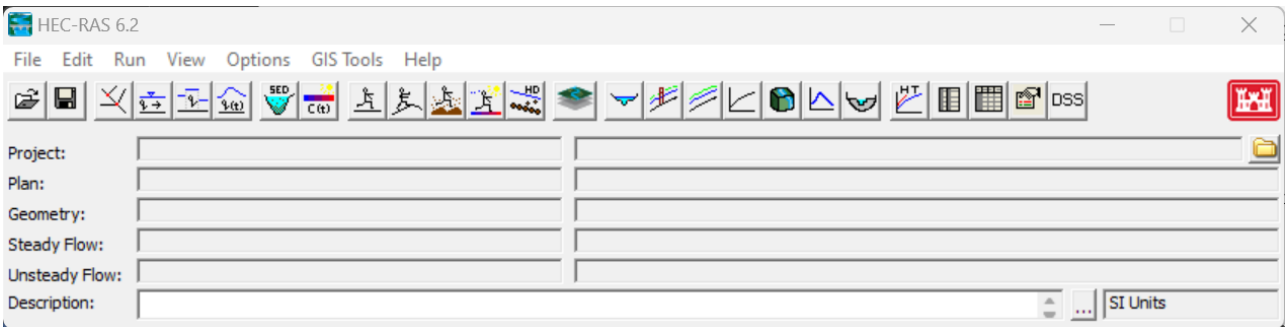 HEC-RAS 6.2
File Edit Run View Options GIS Tools Help
SED C(t) HD HT DSS
Project:
Plan:
Geometry:
Steady Flow:
Unsteady Flow:
Description: ... SI Units